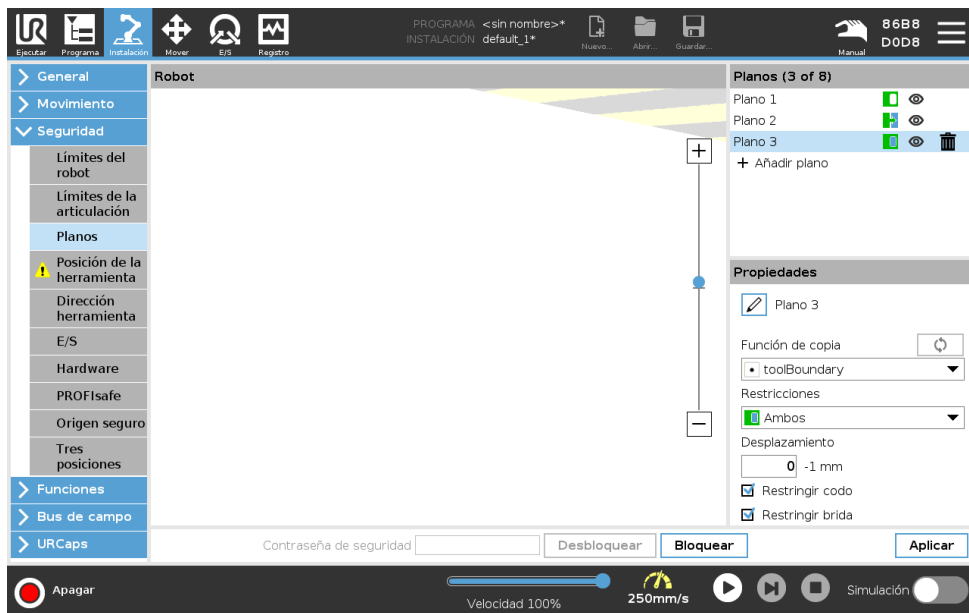 PROGRAMA <sin nombre>*
INSTALACIÓN default_1*
Ejecutar Programa Instalación Mover E/S Registro
Nuevo... Abrir... Guardar...
Manual
86B8
D0D8
General
Movimiento
Seguridad
Límites del
robot
Límites de la
articulación
Planos
Posición de la
herramienta
Dirección
herramienta
E/S
Hardware
PROFIsafe
Origen seguro
Tres
posiciones
Funciones
Bus de campo
URCaps
Robot
Planos (3 of 8)
Plano 1
Plano 2
Plano 3
+ Añadir plano
Propiedades
Plano 3
Función de copia
toolBoundary
Restricciones
Ambos
Desplazamiento
0 -1 mm
Restringir codo
Restringir brida
Contraseña de seguridad Desbloquear Bloquear Aplicar
Apagar
Velocidad 100%
250mm/s
Simulación